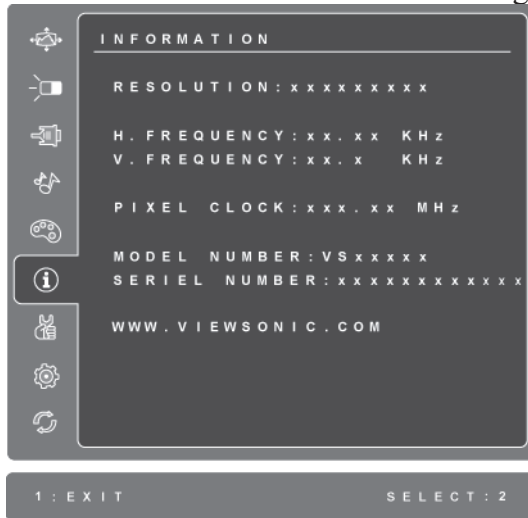 INFORMATION
RESOLUTION:xxxxxxxxx
H.FREQUENCY:xx.xx KHz
V.FREQUENCY:xx.x KHz
PIXEL CLOCK:xxx.xx MHz
MODEL NUMBER:VSxxxxx
SERIEL NUMBER:xxxxxxxxxxxx
WWW.VIEWSONIC.COM
1:EXIT SELECT:2